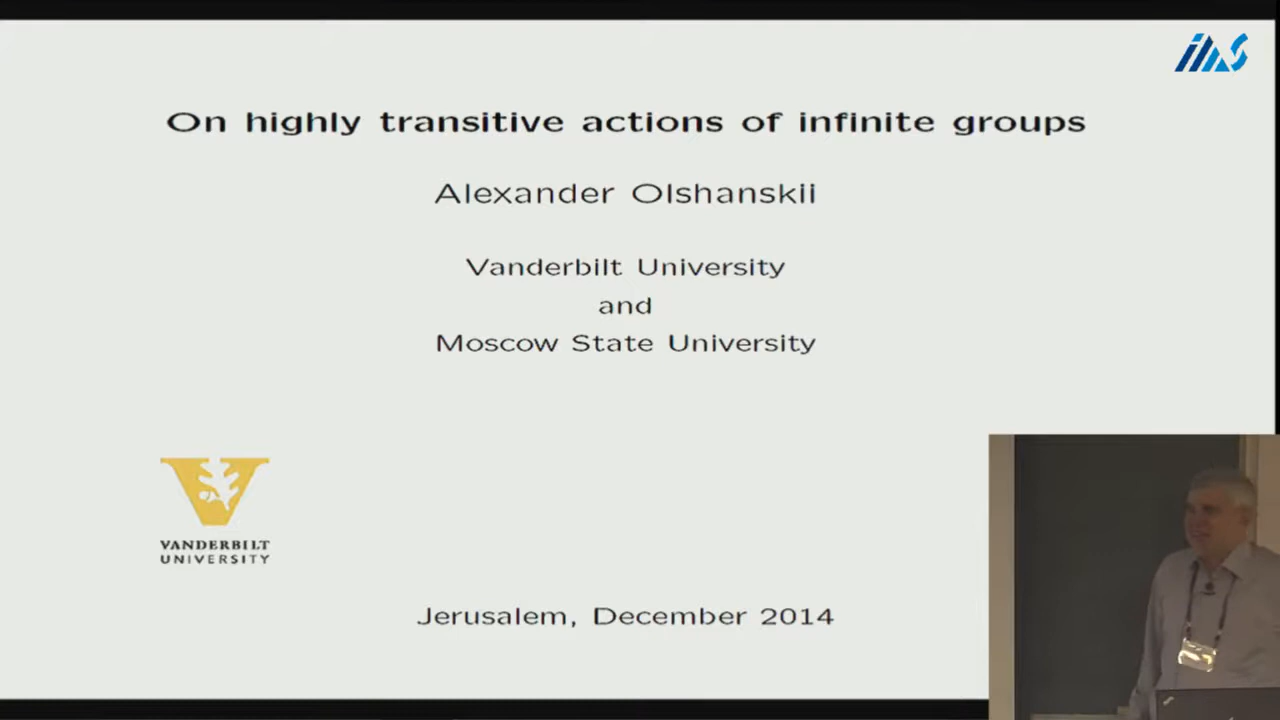 IIAS
On highly transitive actions of infinite groups
Alexander Olshanskii
Vanderbilt University
and
Moscow State University
VANDERBILT
UNIVERSITY
Jerusalem, December 2014